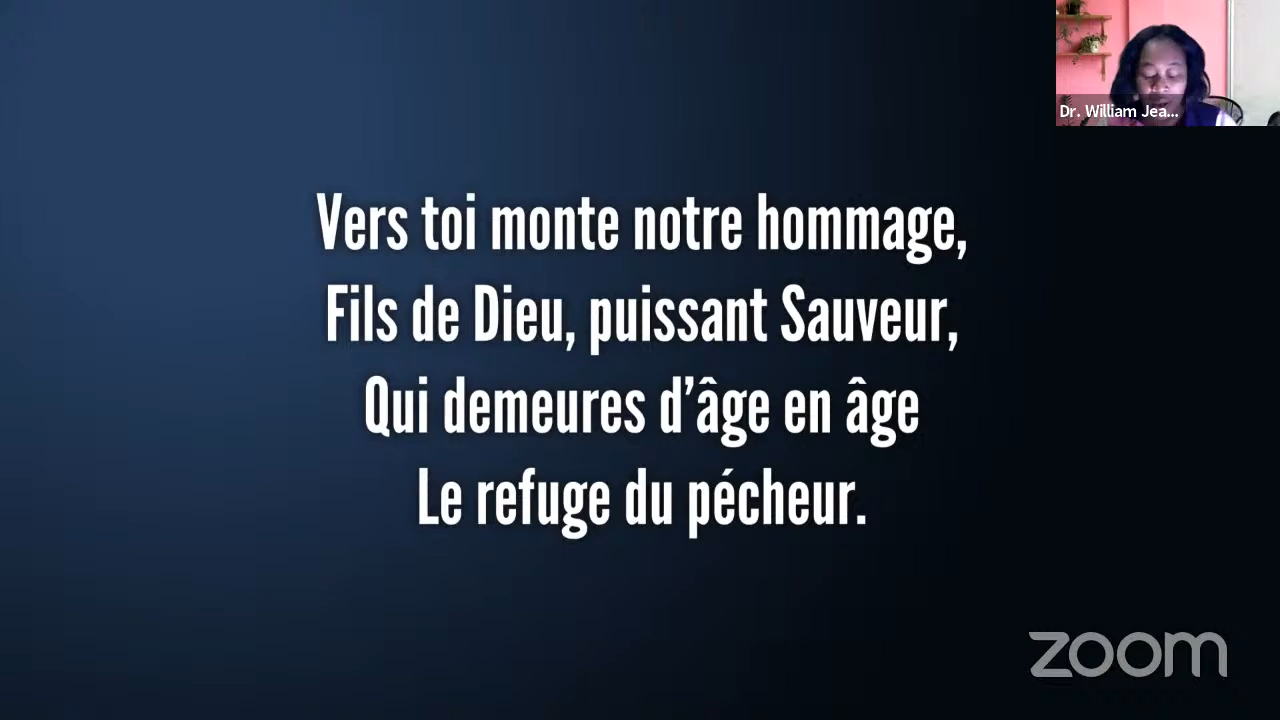 Dr. William Jea...
Vers toi monte notre hommage,
Fils de Dieu, puissant Sauveur,
Qui demeures d’âge en âge
Le refuge du pécheur.
zoom